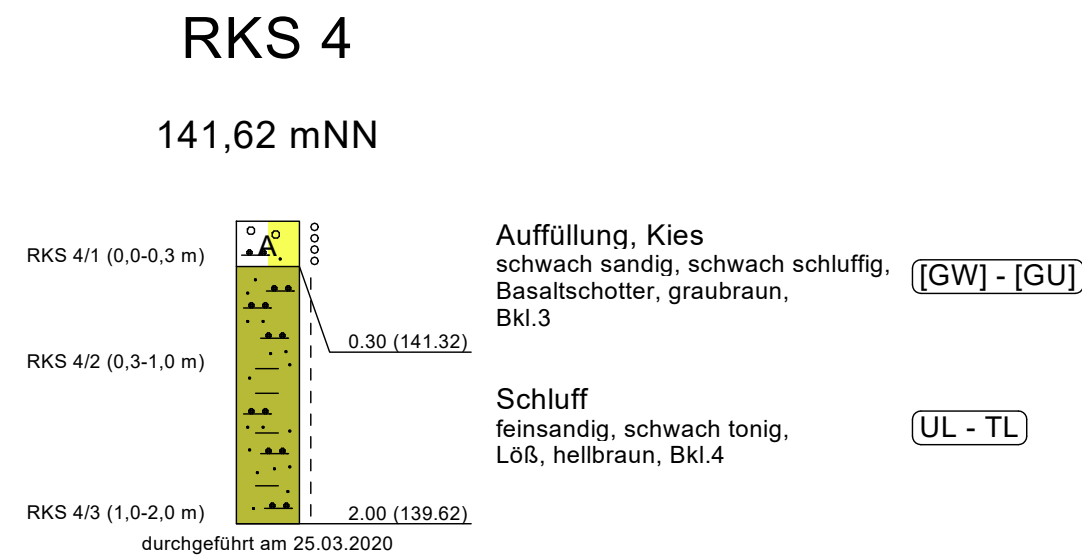 RKS 4
141,62 mNN
RKS 4/1 (0,0-0,3 m)
A
Auffüllung, Kies
schwach sandig, schwach schluffig,
Basaltschotter, graubraun,
Bkl.3
[GW] - [GU]
0.30 (141.32)
RKS 4/2 (0,3-1,0 m)
Schluff
feinsandig, schwach tonig,
Löß, hellbraun, Bkl.4
UL - TL
RKS 4/3 (1,0-2,0 m)
2.00 (139.62)
durchgeführt am 25.03.2020